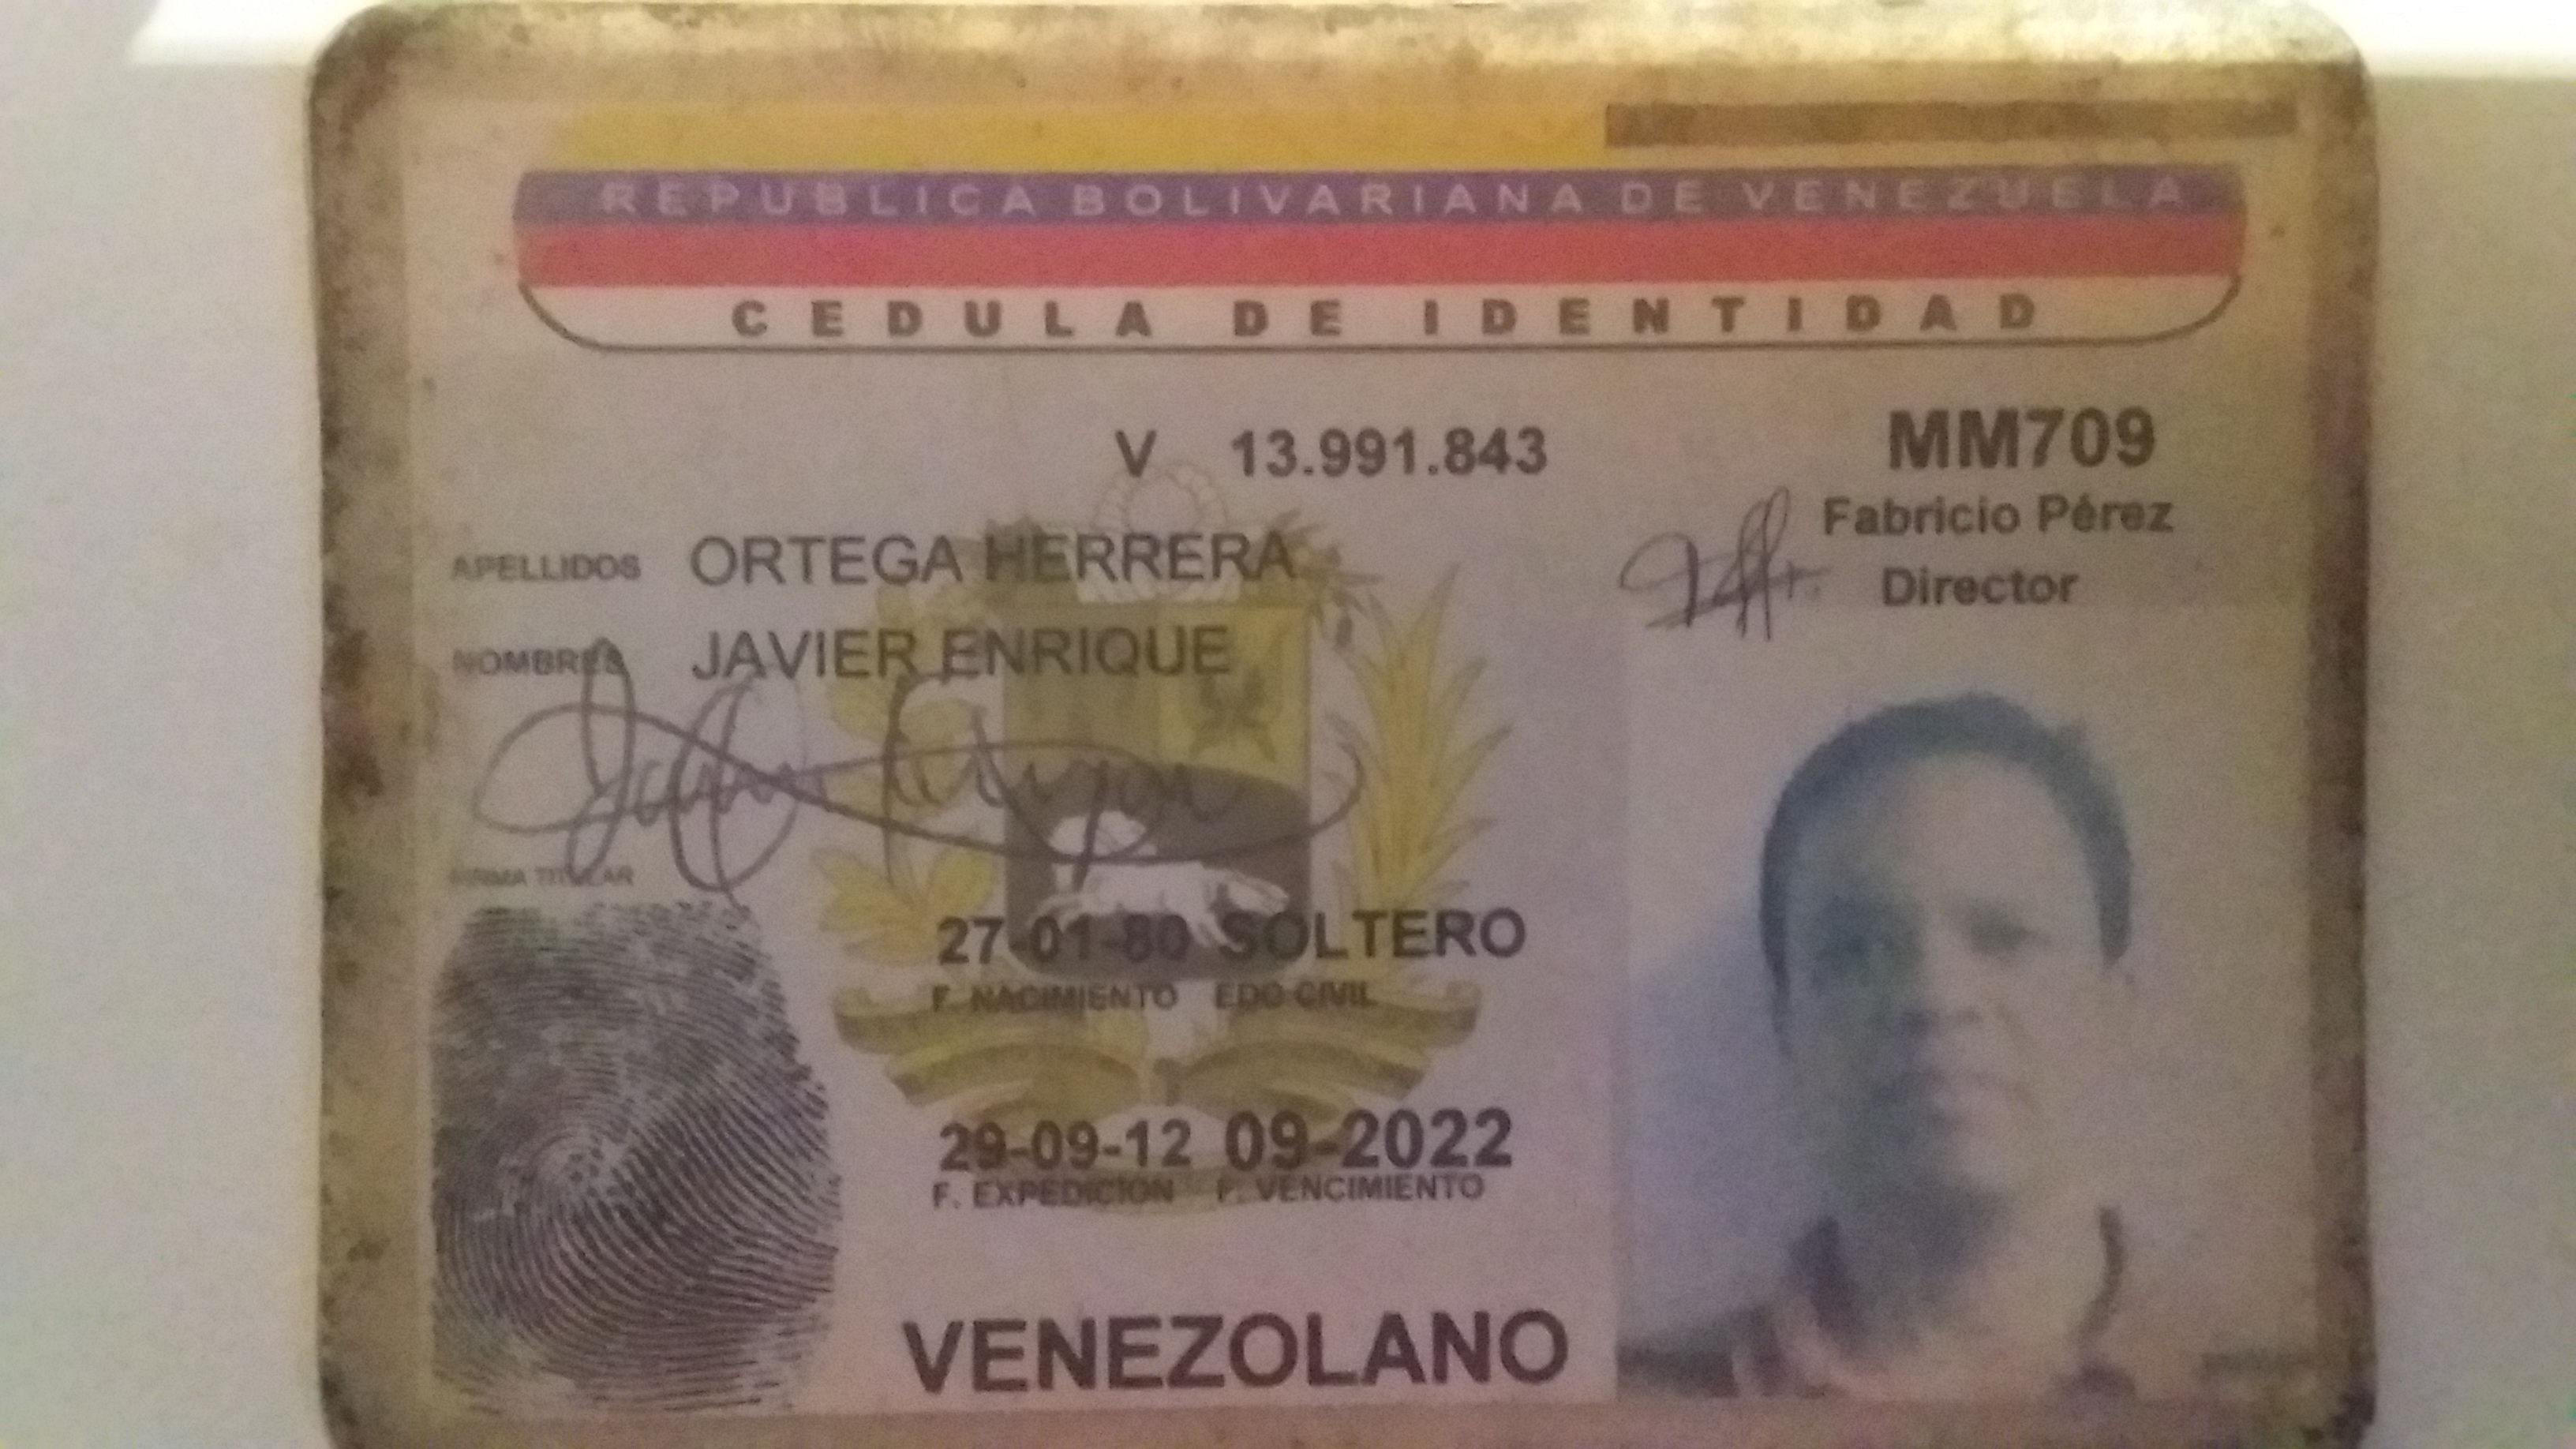 REPUBLICA BOLIVARIANA DE VENEZUELA
CEDULA DE IDENTIDAD
V 13.991.843 MM709
Fabricio Pérez
Director
APELLIDOS ORTEGA HERRERA
NOMBRES JAVIER ENRIQUE
FIRMA TITULAR
27-01-80 SOLTERO
F. NACIMIENTO EDO CIVIL
29-09-12 09-2022
F. EXPEDICION F. VENCIMIENTO
VENEZOLANO